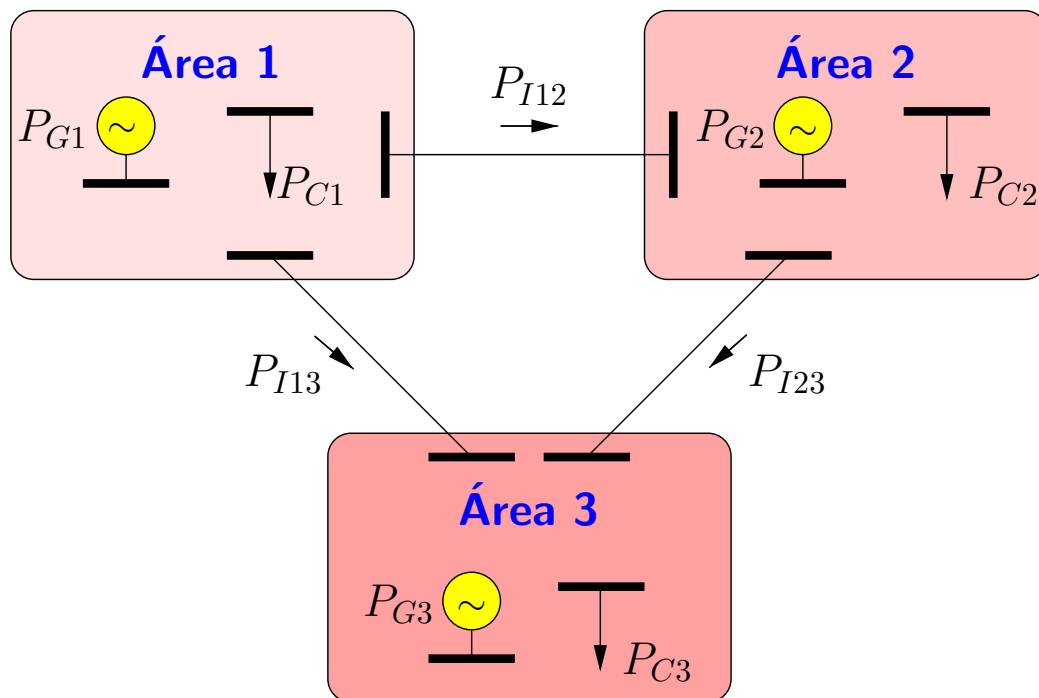 Área 1
Área 2
P_{I12}
P_{G1}
~
P_{C1}
P_{G2}
~
P_{C2}
P_{I13}
P_{I23}
Área 3
P_{G3}
~
P_{C3}